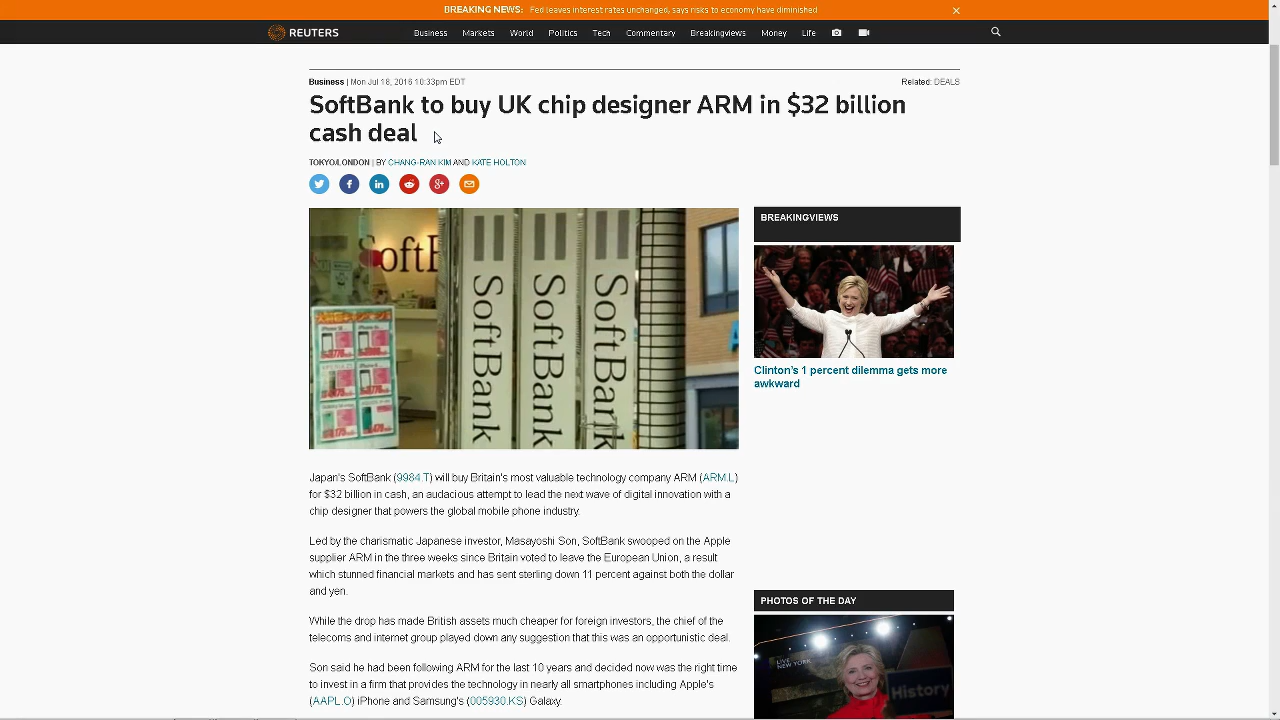 BREAKING NEWS: Fed leaves interest rates unchanged, says risks to economy have diminished
REUTERS Business Markets World Politics Tech Commentary Breakingviews Money Life
Business | Mon Jul 18, 2016 10:33pm EDT
Related: DEALS
SoftBank to buy UK chip designer ARM in $32 billion
cash deal
TOKYO/LONDON | BY CHANG-RAN KIM AND KATE HOLTON
SoftB
SoftBank
SoftBank
SoftBank
Japan's SoftBank (9984.T) will buy Britain's most valuable technology company ARM (ARM.L)
for $32 billion in cash, an audacious attempt to lead the next wave of digital innovation with a
chip designer that powers the global mobile phone industry.
Led by the charismatic Japanese investor, Masayoshi Son, SoftBank swooped on the Apple
supplier ARM in the three weeks since Britain voted to leave the European Union, a result
which stunned financial markets and has sent sterling down 11 percent against both the dollar
and yen.
While the drop has made British assets much cheaper for foreign investors, the chief of the
telecoms and internet group played down any suggestion that this was an opportunistic deal.
Son said he had been following ARM for the last 10 years and decided now was the right time
to invest in a firm that provides the technology in nearly all smartphones including Apple's
(AAPL.O) iPhone and Samsung's (005930.KS) Galaxy.
BREAKINGVIEWS
Clinton's 1 percent dilemma gets more
awkward
PHOTOS OF THE DAY
LIVE
NEW YORK
History